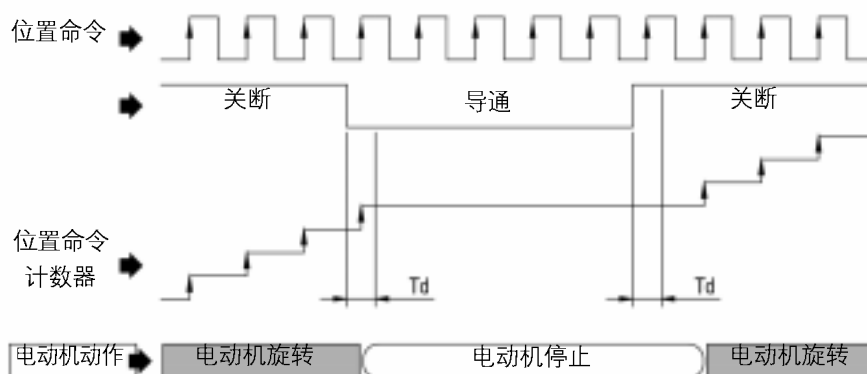 位置命令
关断 导通 关断
位置命令
计数器
Td Td
电动机动作 电动机旋转 电动机停止 电动机旋转